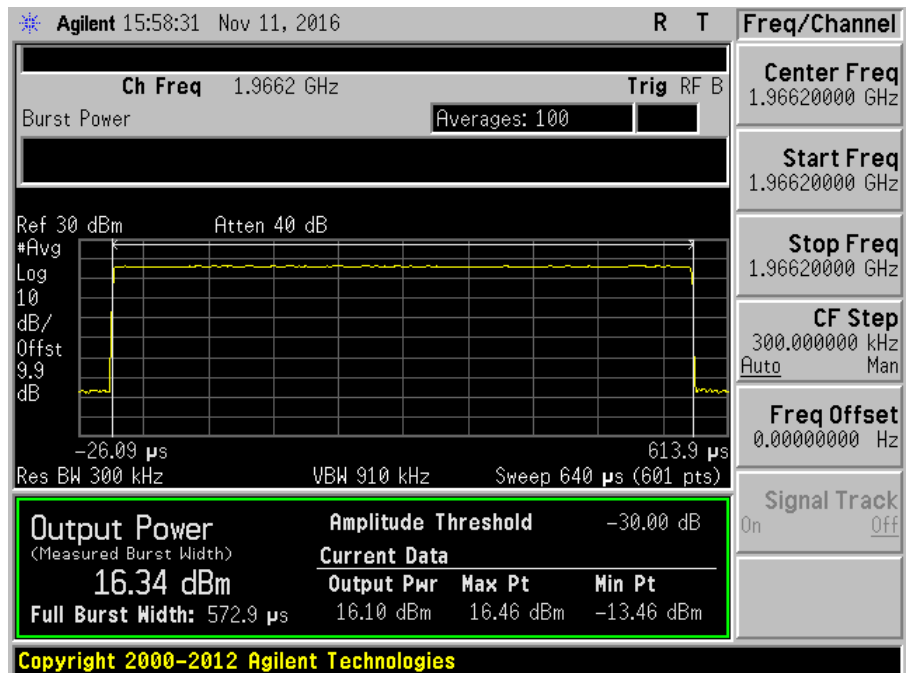 Agilent 15:58:31 Nov 11, 2016 R T
Freq/Channel
Ch Freq 1.9662 GHz Trig RF B
Burst Power Averages: 100
Center Freq
1.96620000 GHz
Start Freq
1.96620000 GHz
Stop Freq
1.96620000 GHz
CF Step
300.000000 kHz
Auto Man
Freq Offset
0.00000000 Hz
Signal Track
On Off
Ref 30 dBm Atten 40 dB
#Avg
Log
10
dB/
Offst
9.9
dB
-26.09 µs 613.9 µs
Res BW 300 kHz VBW 910 kHz Sweep 640 µs (601 pts)
Output Power
(Measured Burst Width)
16.34 dBm
Full Burst Width: 572.9 µs
Amplitude Threshold -30.00 dB
Current Data
Output Pwr Max Pt Min Pt
16.10 dBm 16.46 dBm -13.46 dBm
Copyright 2000-2012 Agilent Technologies